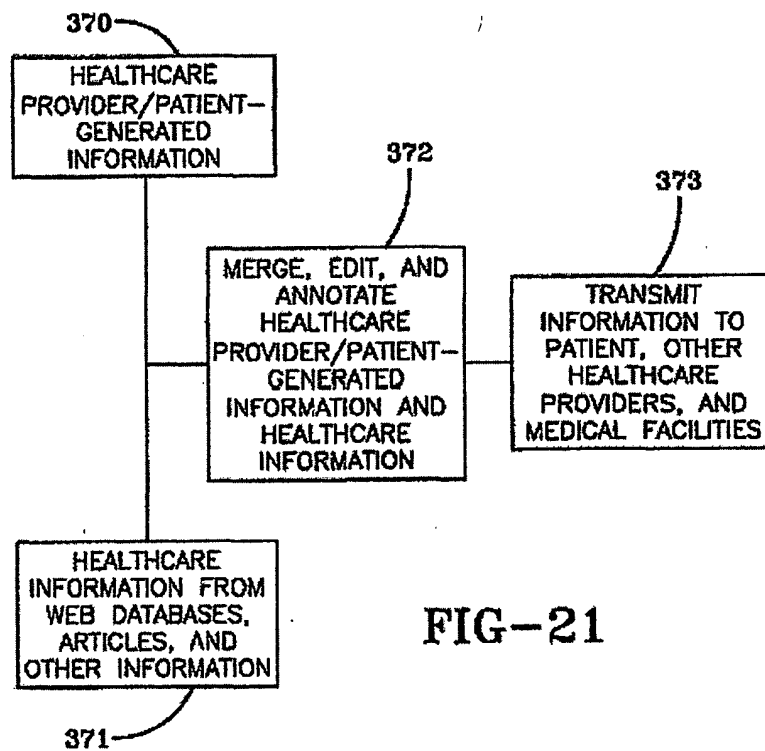 370
HEALTHCARE
PROVIDER/PATIENT-
GENERATED
INFORMATION
372
MERGE, EDIT, AND
ANNOTATE
HEALTHCARE
PROVIDER/PATIENT-
GENERATED
INFORMATION AND
HEALTHCARE
INFORMATION
373
TRANSMIT
INFORMATION TO
PATIENT, OTHER
HEALTHCARE
PROVIDERS, AND
MEDICAL FACILITIES
HEALTHCARE
INFORMATION FROM
WEB DATABASES,
ARTICLES, AND
OTHER INFORMATION
371
FIG-21